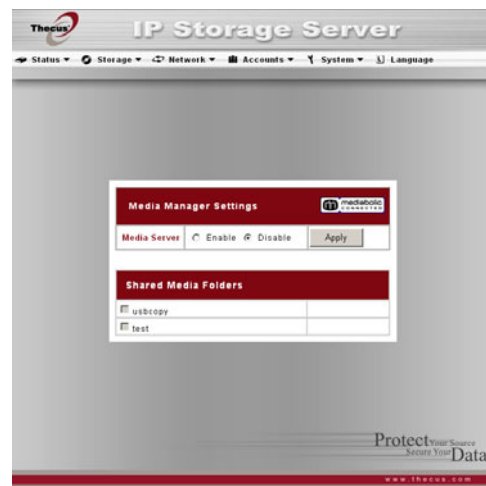 Thecus
IP Storage Server
Status Storage Network Accounts System Language
Media Manager Settings
mediabolic
CONNECTED
Media Server Enable Disable Apply
Shared Media Folders
usbcopy
test
Protect Your Source
Secure Your Data
www.thecus.com